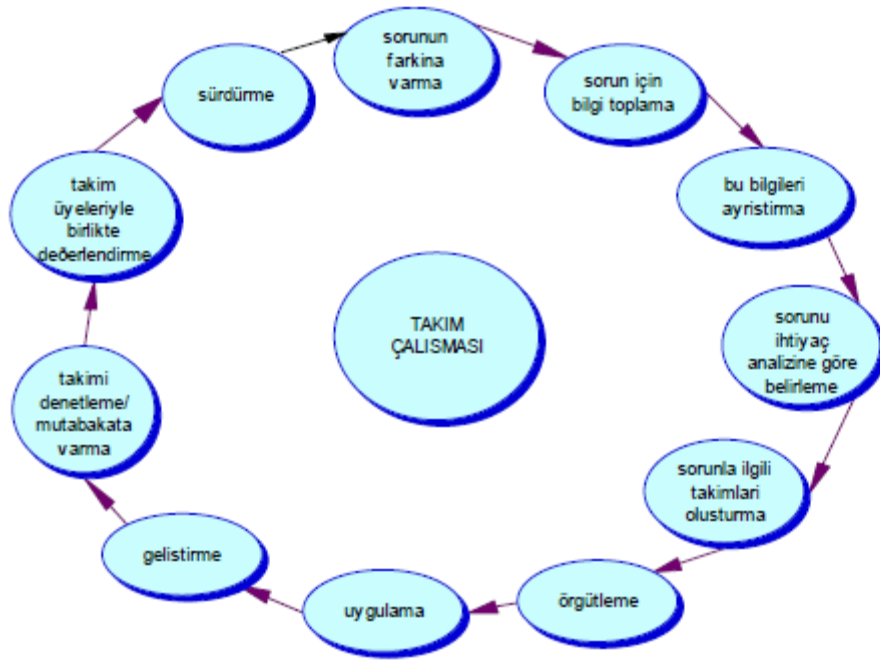 sorunun
farkina
varma
sorun için
bilgi toplama
bu bilgileri
ayristirma
sorunu
ihtiyaç
analizine göre
belirleme
sorunla ilgili
takimlari
olusturma
örgütleme
uygulama
gelistirme
takimi
denetleme/
mutabakata
varma
takim
üyeleriyle
birlikte
deðerlendirme
sürdürme
TAKIM
ÇALISMASI